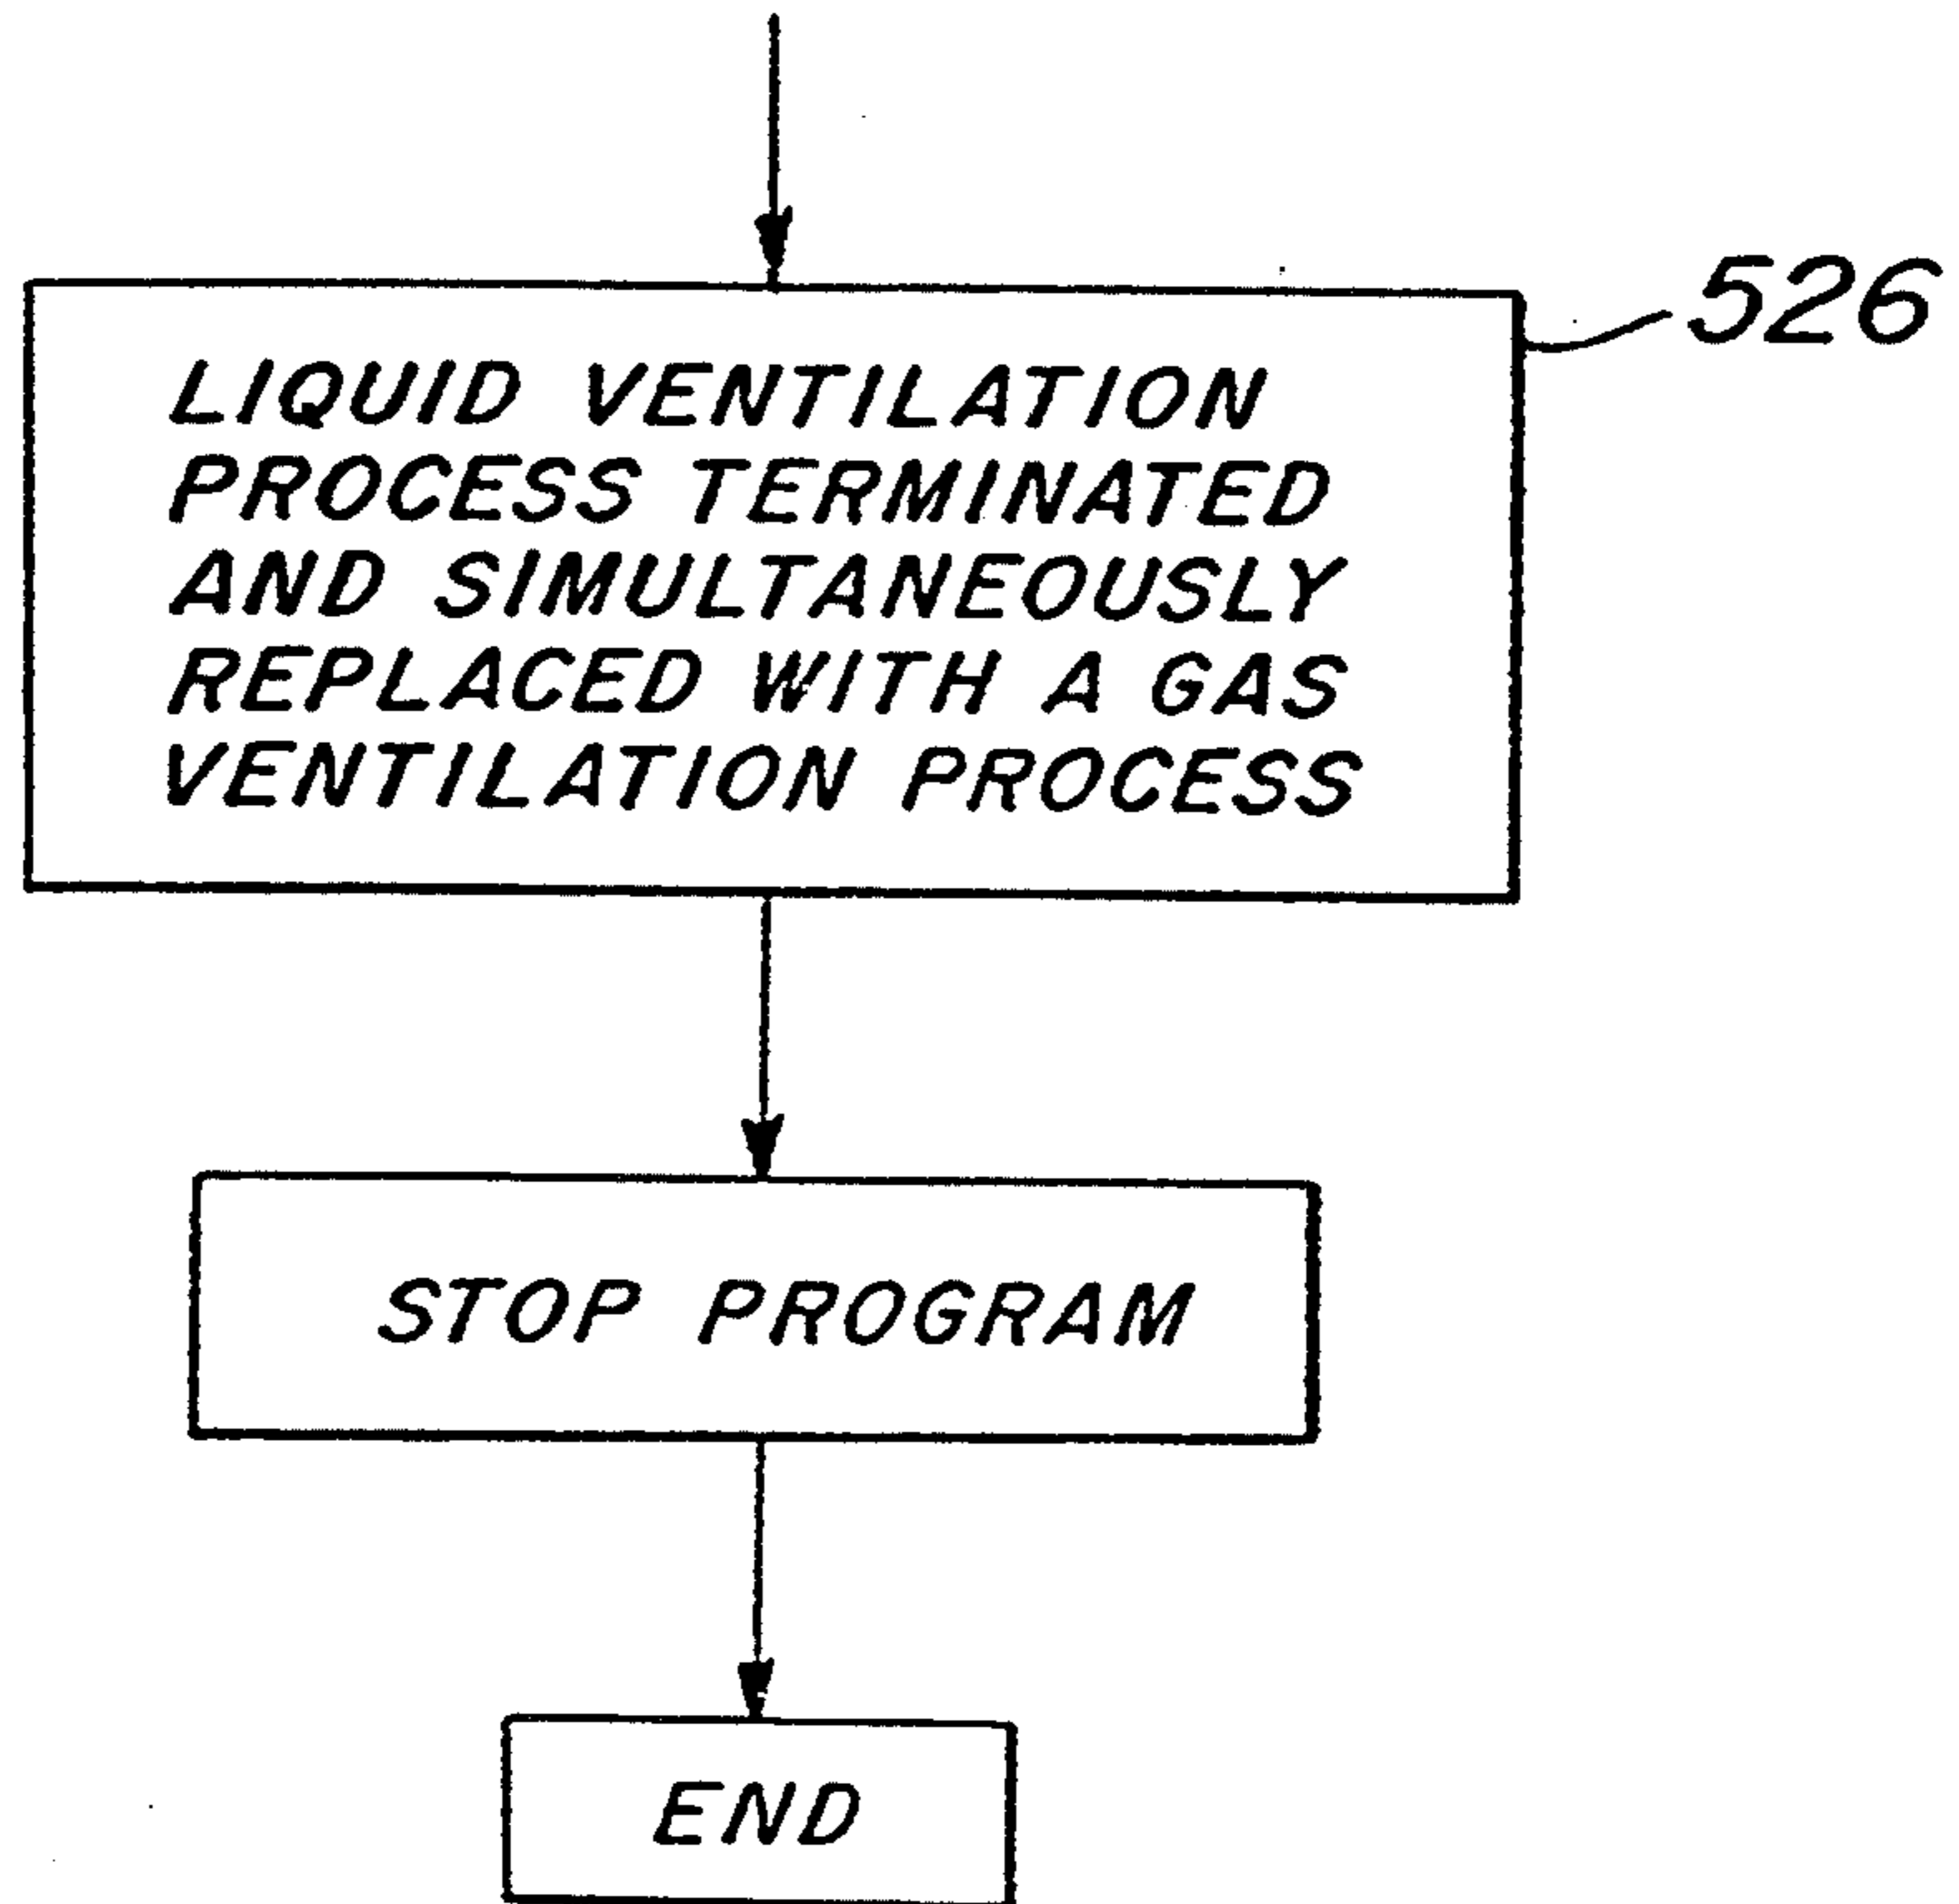 526
LIQUID VENTILATION
PROCESS TERMINATED
AND SIMULTANEOUSLY
REPLACED WITH A GAS
VENTILATION PROCESS
STOP PROGRAM
END